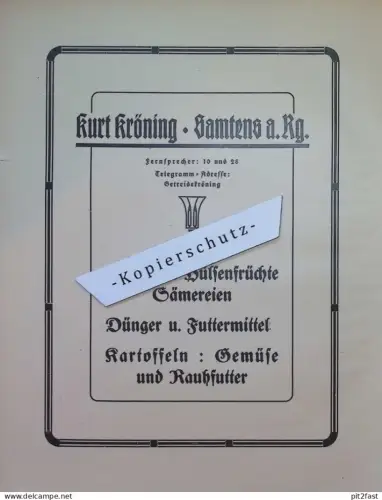 Kurt Kröning · Samtens a. Rg.
Fernsprecher: 10 und 28
Telegramm-Adresse:
Getreidekröning
-Kopierschutz-
Hülsenfrüchte
Sämereien
Dünger u. Futtermittel
Kartoffeln : Gemüse
und Rauhfutter
www.delcampe.net
pit2fast